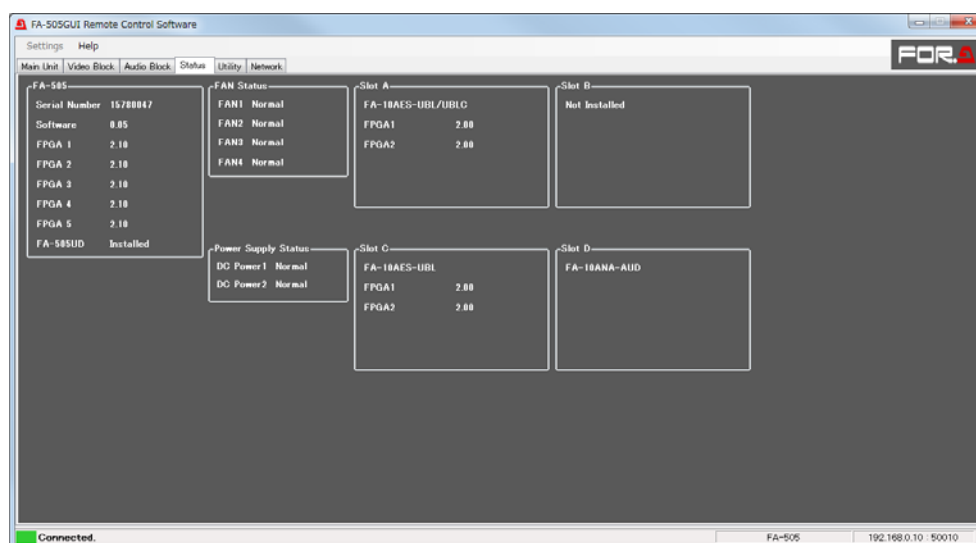 FA-505GUI Remote Control Software
Settings Help
FOR.A
Main Unit Video Block Audio Block Status Utility Network
FA-505
Serial Number 15780047
Software 0.05
FPGA 1 2.10
FPGA 2 2.10
FPGA 3 2.10
FPGA 4 2.10
FPGA 5 2.10
FA-505UD Installed
FAN Status
FAN1 Normal
FAN2 Normal
FAN3 Normal
FAN4 Normal
Slot A
FA-10AES-UBL/UBLC
FPGA1 2.00
FPGA2 2.00
Slot B
Not Installed
Power Supply Status
DC Power1 Normal
DC Power2 Normal
Slot C
FA-10AES-UBL
FPGA1 2.00
FPGA2 2.00
Slot D
FA-10ANA-AUD
Connected.
FA-505
192.168.0.10 : 50010